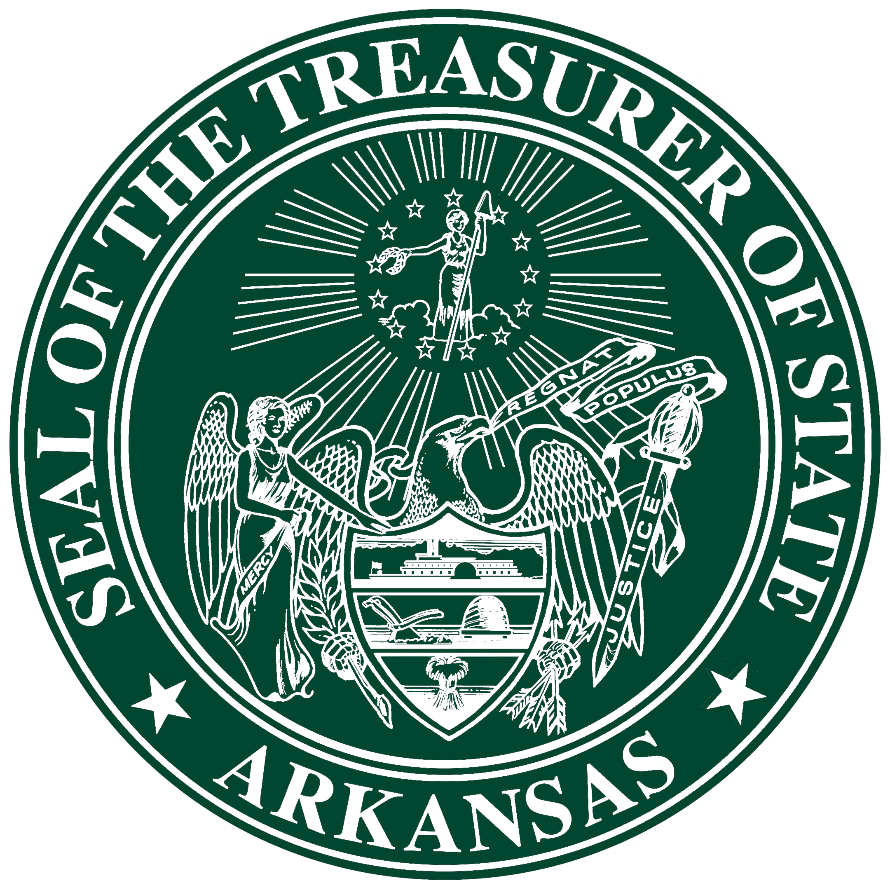 SEAL OF THE TREASURER OF STATE
REGNAT
POPULUS
MERCY
JUSTICE
ARKANSAS